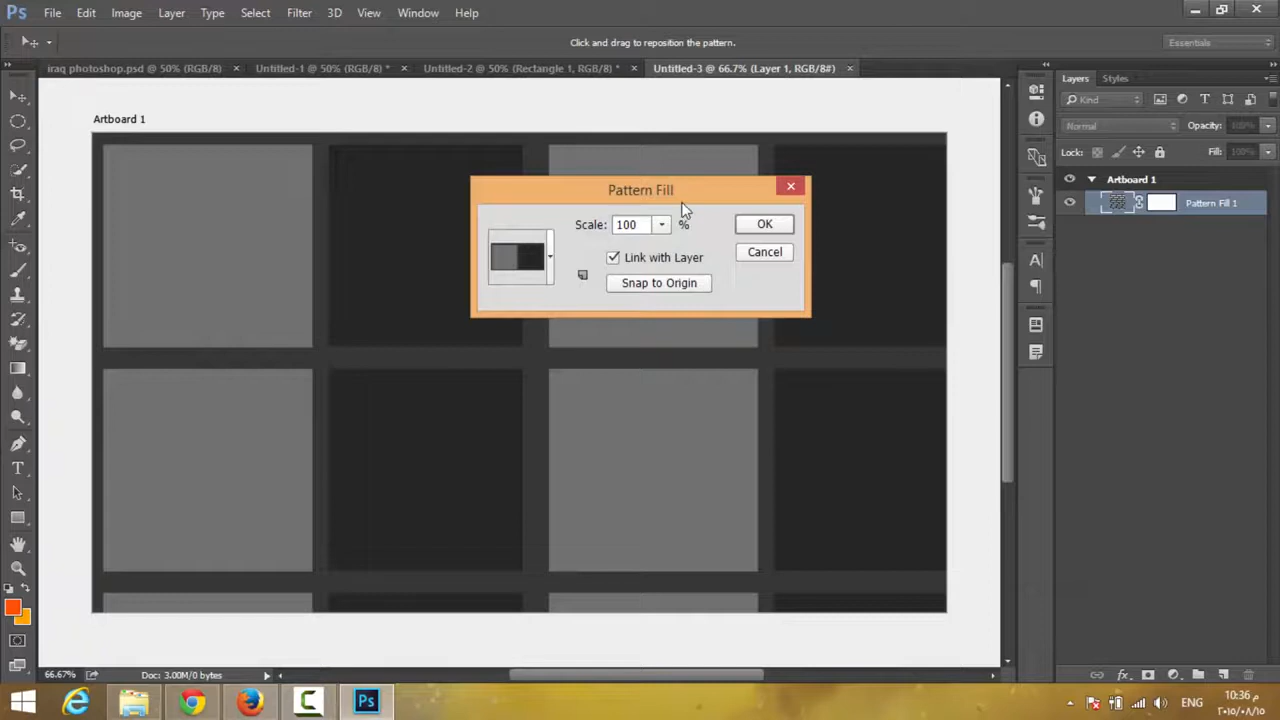 Ps File Edit Image Layer Type Select Filter 3D View Window Help
Click and drag to reposition the pattern.
Essentials
iraq photoshop.psd @ 50% (RGB/8) × Untitled-1 @ 50% (RGB/8) * × Untitled-2 @ 50% (Rectangle 1, RGB/8) * × Untitled-3 @ 66.7% (Layer 1, RGB/8#) ×
Layers Styles
Kind
Normal Opacity: 100%
Lock: Fill: 100%
Artboard 1
Pattern Fill 1
Artboard 1
Pattern Fill
Scale: 100 %
OK
Link with Layer
Cancel
Snap to Origin
66.67% Doc: 3.00M/0 bytes
ENG
10:36 م
٢٠١٥/٠٨/١٥